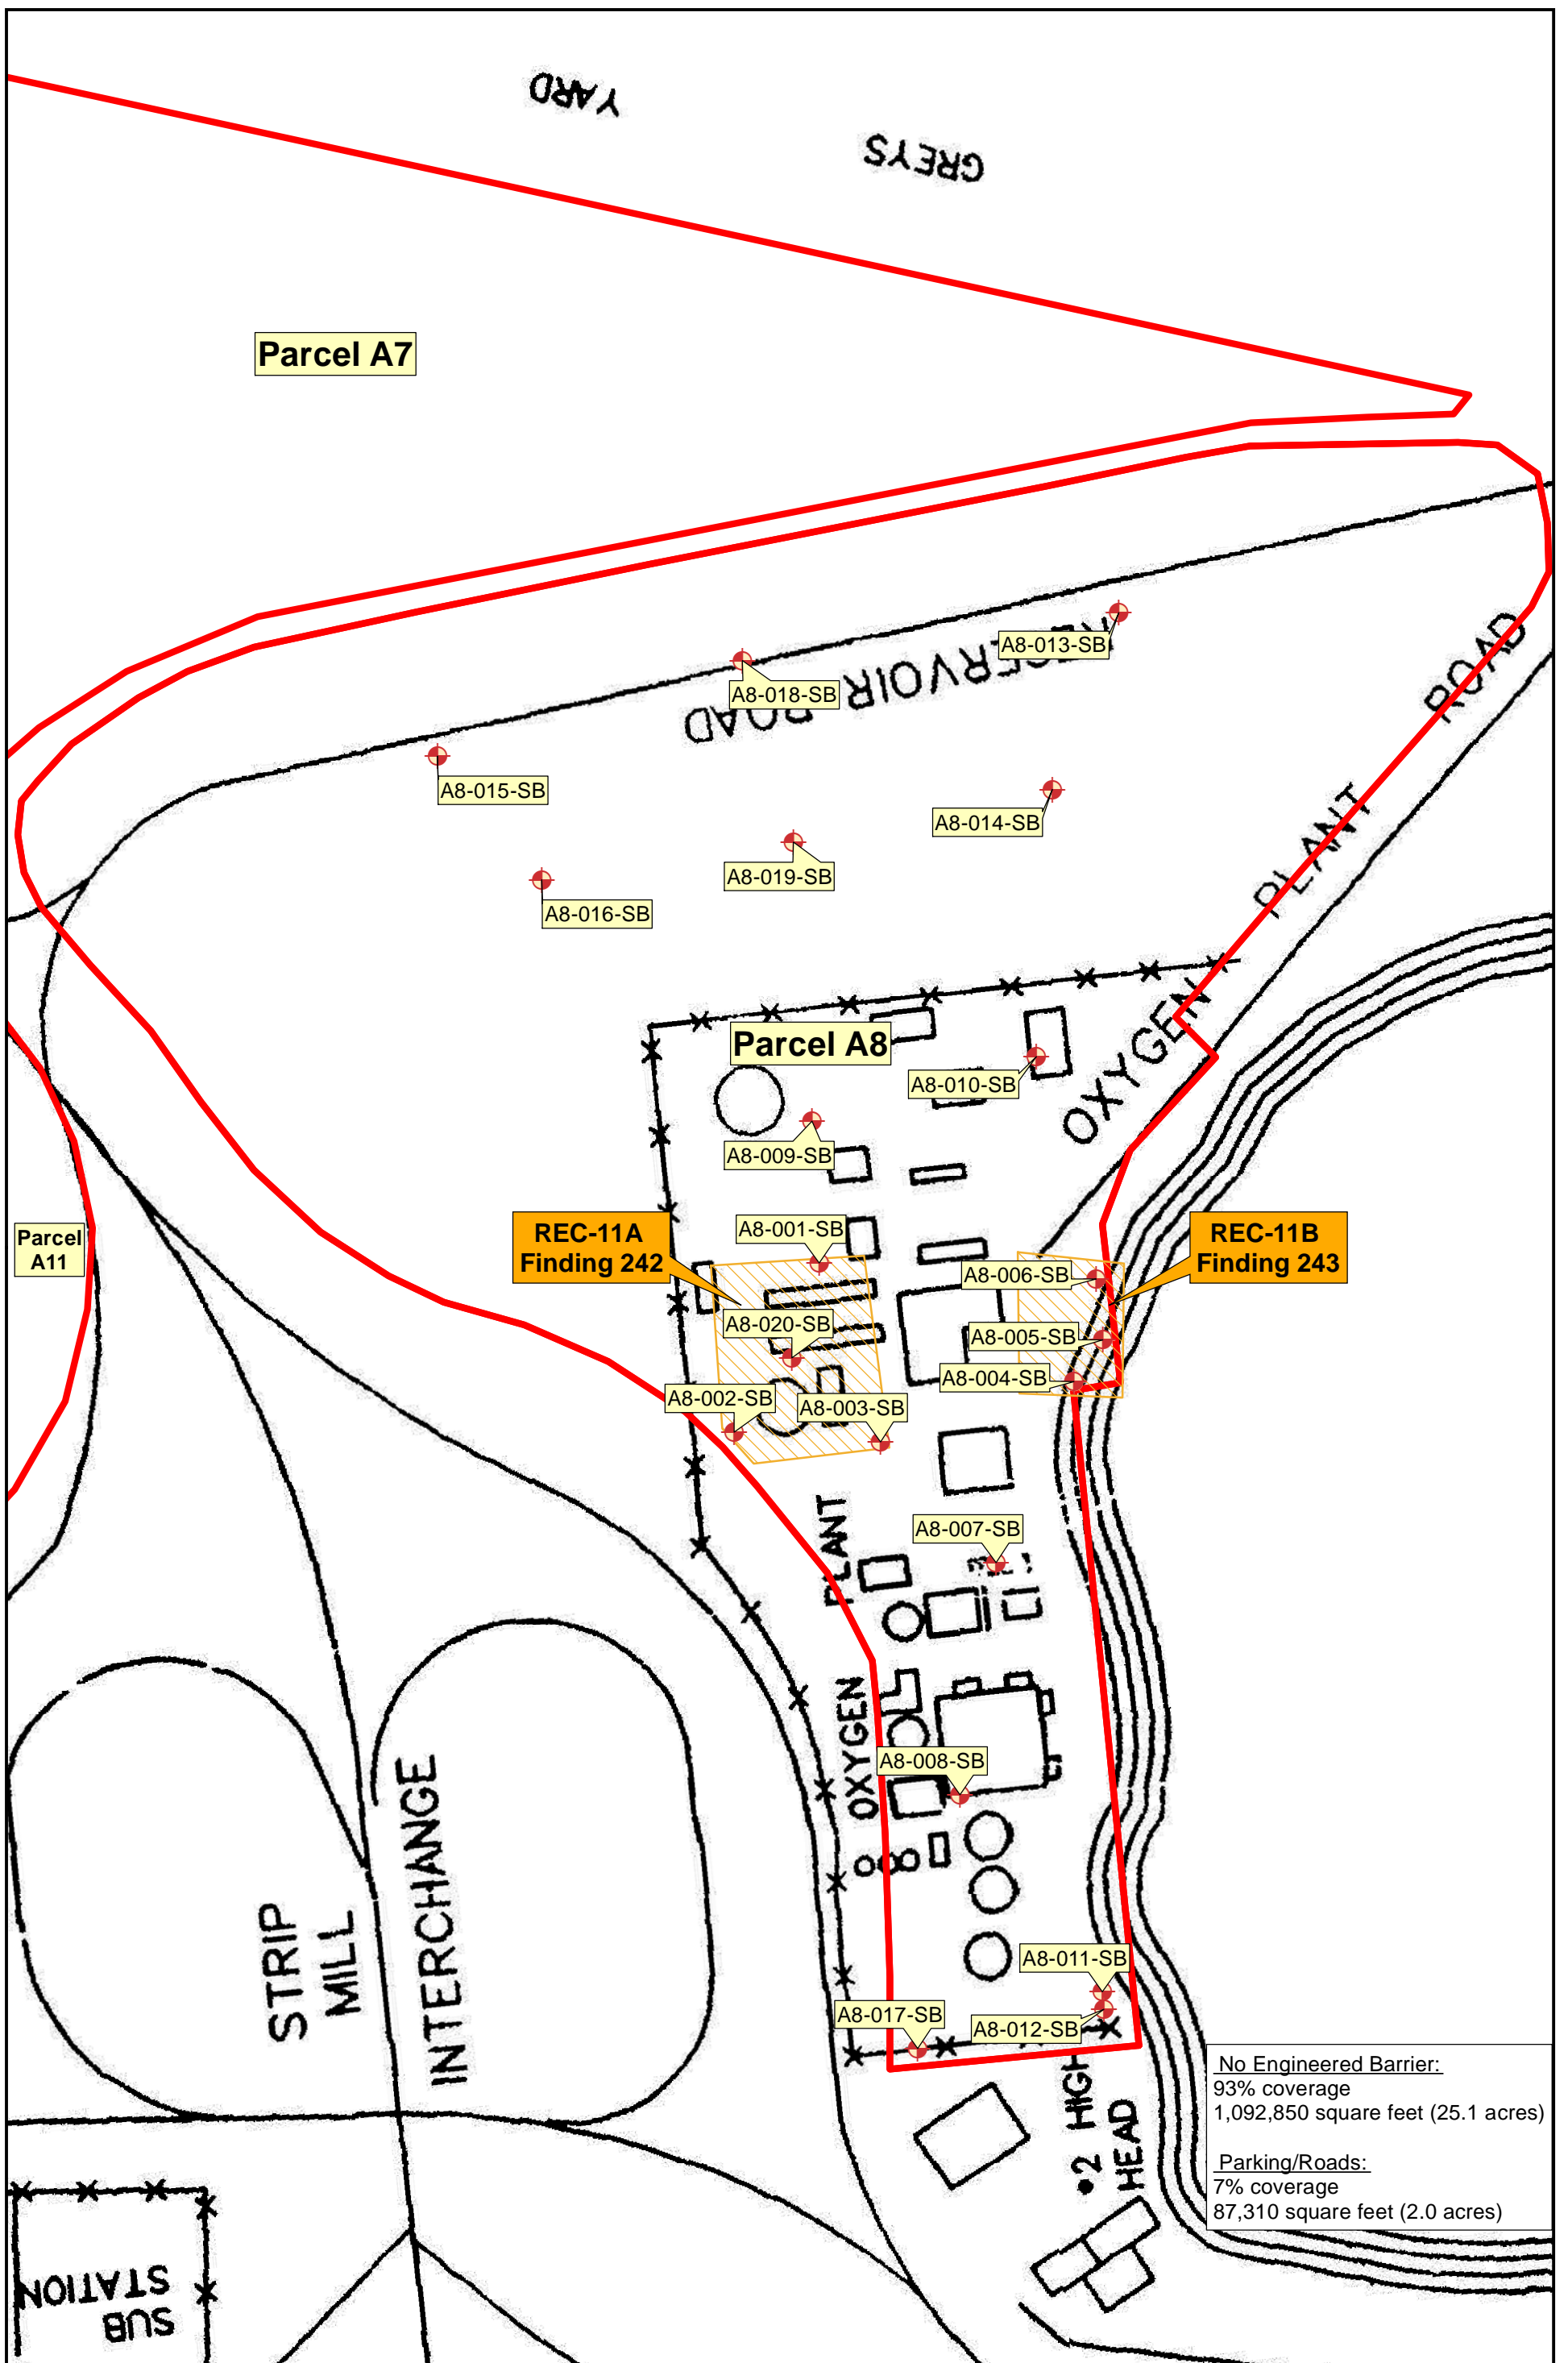 YARD
GREYS
Parcel A7
A8-013-SB
A8-018-SB
ROAD
ROAD
A8-015-SB
A8-014-SB
PLANT
A8-019-SB
A8-016-SB
Parcel A8
OXYGEN
A8-010-SB
A8-009-SB
Parcel
A11
REC-11A
Finding 242
A8-001-SB
REC-11B
Finding 243
A8-006-SB
A8-020-SB
A8-005-SB
A8-004-SB
A8-002-SB
A8-003-SB
PLANT
A8-007-SB
OXYGEN
A8-008-SB
STRIP
MILL
INTERCHANGE
A8-011-SB
A8-017-SB
A8-012-SB
2 HIGH
HEAD
No Engineered Barrier:
93% coverage
1,092,850 square feet (25.1 acres)
Parking/Roads:
7% coverage
87,310 square feet (2.0 acres)
SUB
STATION